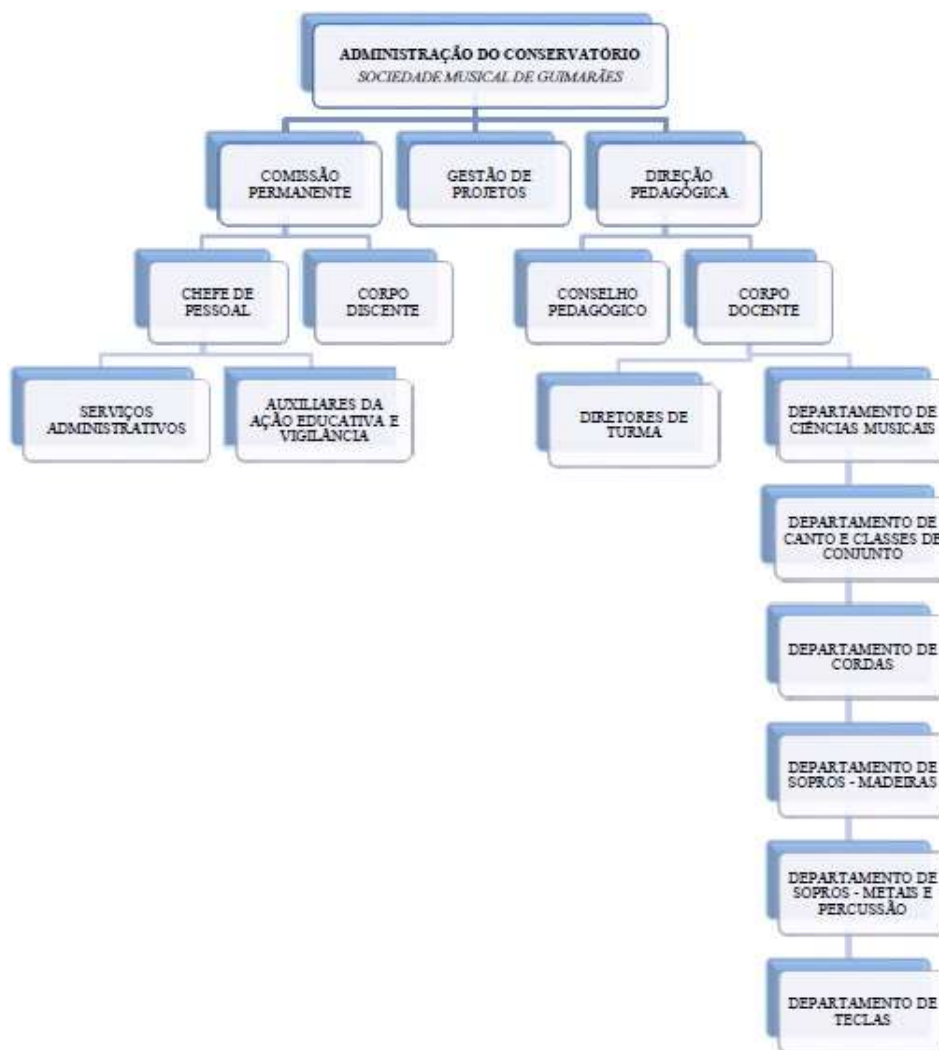 ADMINISTRAÇÃO DO CONSERVATÓRIO
SOCIEDADE MUSICAL DE GUIMARÃES
COMISSÃO
PERMANENTE
GESTÃO DE
PROJETOS
DIREÇÃO
PEDAGÓGICA
CHEFE DE
PESSOAL
CORPO
DISCENTE
CONSELHO
PEDAGÓGICO
CORPO
DOCENTE
SERVIÇOS
ADMINISTRATIVOS
AUXILIARES DA
AÇÃO EDUCATIVA E
VIGILÂNCIA
DIRETORES DE
TURMA
DEPARTAMENTO DE
CIÊNCIAS MUSICAIS
DEPARTAMENTO DE
CANTO E CLASSES DE
CONJUNTO
DEPARTAMENTO DE
CORDAS
DEPARTAMENTO DE
SOPROS - MADEIRAS
DEPARTAMENTO DE
SOPROS - METAIS E
PERCUSSÃO
DEPARTAMENTO DE
TECLAS